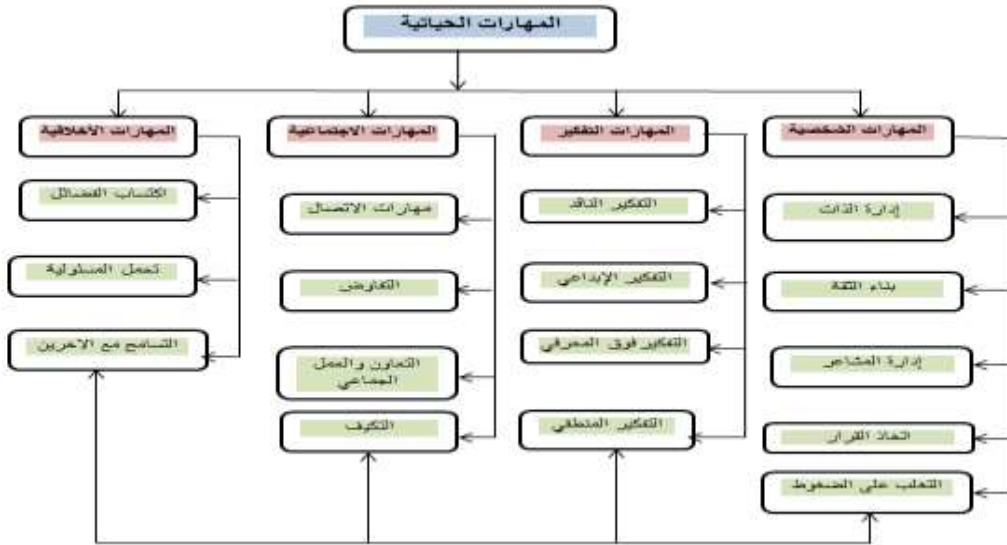 المهارات الحياتية
المهارات الشخصية
المهارات التفكير
المهارات الاجتماعية
المهارات الأخلاقية
إدارة الذات
بناء الثقة
إدارة المشاعر
اتخاذ القرار
التغلب على الضغوط
التفكير الناقد
التفكير الإبداعي
التفكير فوق المعرفي
التفكير المنطقي
مهارات الاتصال
التفاوض
التعاون والعمل
الجماعي
التكيف
اكتساب الفضائل
تحمل المسئولية
التسامح مع الآخرين